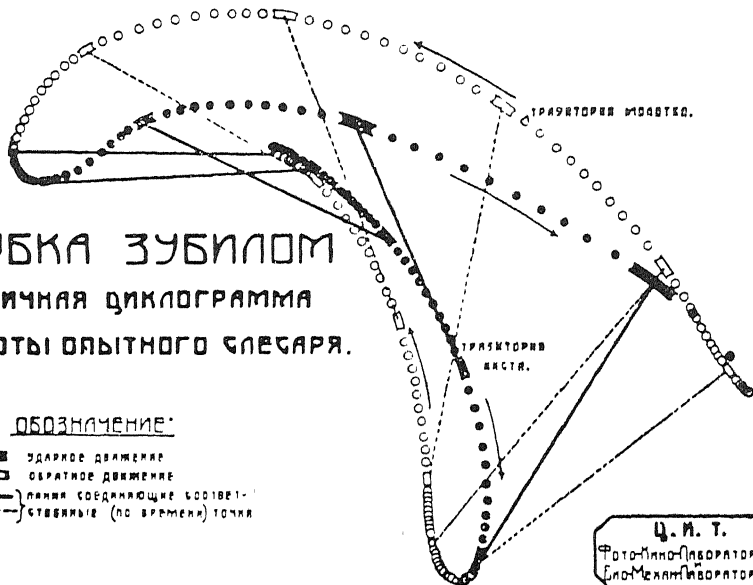 ТРАЭКТОРИЯ МОЛОТКА.
БКА ЗУБИЛОМ
ИЧНАЯ ЦИКЛОГРАММА
ОТЫ ОПЫТНОГО СЛЕСАРЯ.
ТРАЭКТОРИЯ
КИСТИ.
ОБОЗНАЧЕНИЕ:
УДАРНОЕ ДВИЖЕНИЕ
ОБРАТНОЕ ДВИЖЕНИЕ
ЛИНИИ СОЕДИНЯЮЩИЕ СООТВЕТ-
СТВЕННЫЕ (ПО ВРЕМЕНИ) ТОЧКИ
Ц. И. Т.
ФОТО-КИНО-ЛАБОРАТОР
БИО-МЕХАН-ЛАБОРАТОР